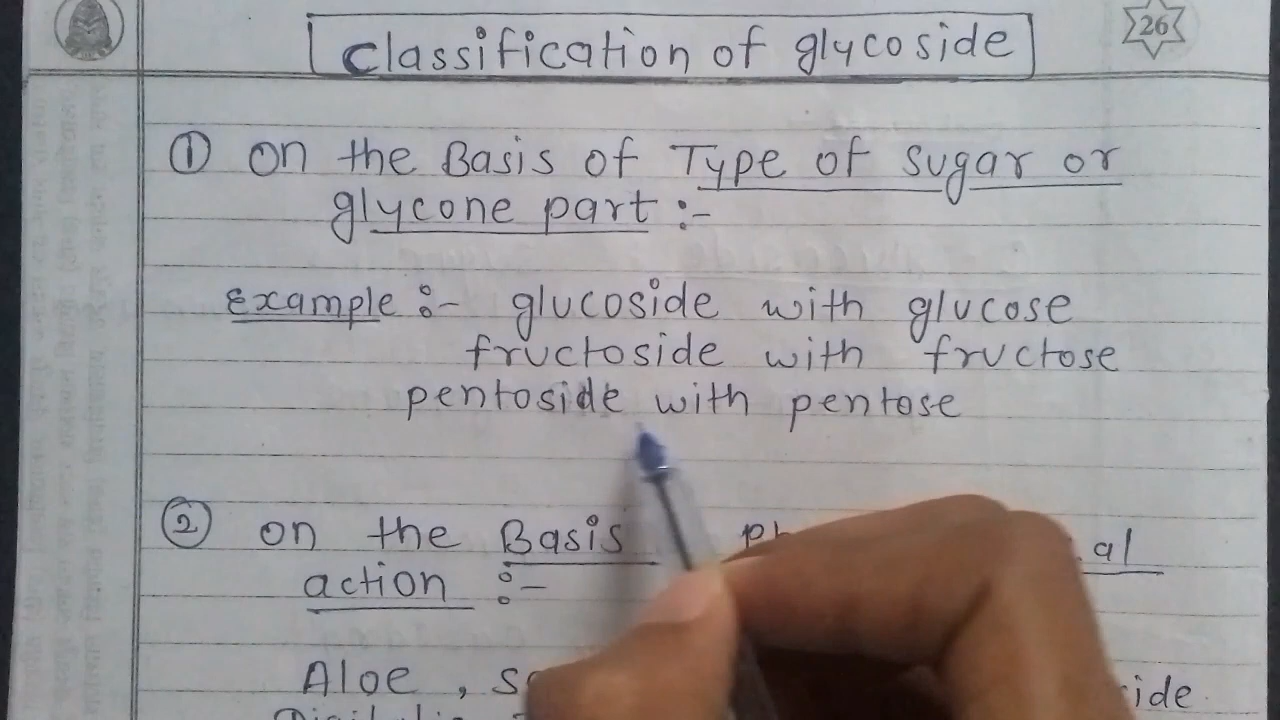 26
Classification of glycoside
① on the Basis of Type of sugar or
glycone part :-
Example :- glucoside with glucose
fructoside with fructose
pentoside with pentose
② on the Basis
action :-
Aloe ,